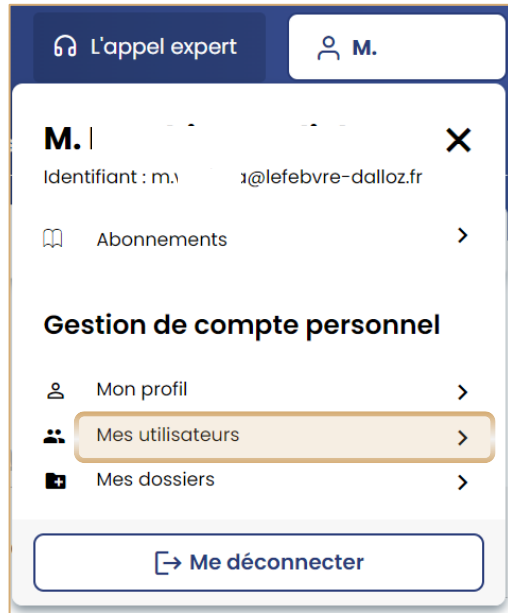 L'appel expert
M.
M.
Identifiant : m. @lefebvre-dalloz.fr
Abonnements
Gestion de compte personnel
Mon profil
Mes utilisateurs
Mes dossiers
Me déconnecter